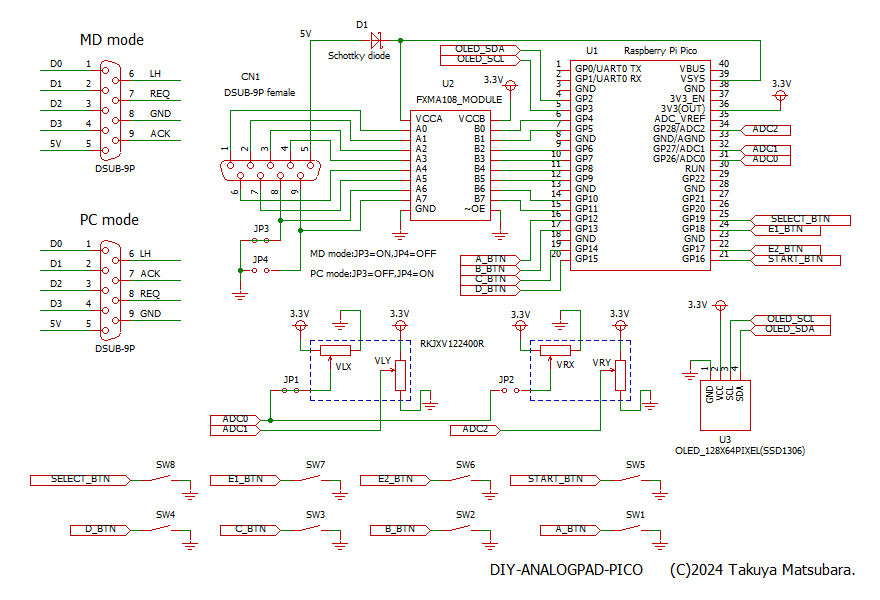 MD mode
D0 1
D1 2
D2 3
D3 4
5V 5
6 LH
7 REQ
8 GND
9 ACK
DSUB-9P
PC mode
D0 1
D1 2
D2 3
D3 4
5V 5
6 LH
7 ACK
8 REQ
9 GND
DSUB-9P
5V
D1
Schottky diode
CN1
DSUB-9P female
1 2 3 4 5
6 7 8 9
JP3
JP4
MD mode:JP3=ON,JP4=OFF
PC mode:JP3=OFF,JP4=ON
OLED_SDA
OLED_SCL
U2
3.3V
FXMA108_MODULE
VCCA VCCB
A0 B0
A1 B1
A2 B2
A3 B3
A4 B4
A5 B5
A6 B6
A7 B7
GND ~OE
A_BTN
B_BTN
C_BTN
D_BTN
U1 Raspberry Pi Pico
1 GP0/UART0 TX VBUS 40
2 GP1/UART0 RX VSYS 39
3 GND GND 38
4 GP2 3V3_EN 37
5 GP3 3V3(OUT) 36
6 GP4 ADC_VREF 35
7 GP5 GP28/ADC2 34
8 GND GND/AGND 33
9 GP6 GP27/ADC1 32
10 GP7 GP26/ADC0 31
11 GP8 RUN 30
12 GP9 GP22 29
13 GND GND 28
14 GP10 GP21 27
15 GP11 GP20 26
16 GP12 GP19 25
17 GP13 GP18 24
18 GND GND 23
19 GP14 GP17 22
20 GP15 GP16 21
3.3V
ADC2
ADC1
ADC0
SELECT_BTN
E1_BTN
E2_BTN
START_BTN
3.3V 3.3V 3.3V 3.3V
RKJXV122400R
VLX VLY VRX VRY
JP1 JP2
ADC0
ADC1
ADC2
3.3V
OLED_SCL
OLED_SDA
1 2 3 4
GND VCC SCL SDA
U3
OLED_128X64PIXEL(SSD1306)
SELECT_BTN SW8 E1_BTN SW7 E2_BTN SW6 START_BTN SW5
D_BTN SW4 C_BTN SW3 B_BTN SW2 A_BTN SW1
DIY-ANALOGPAD-PICO (C)2024 Takuya Matsubara.